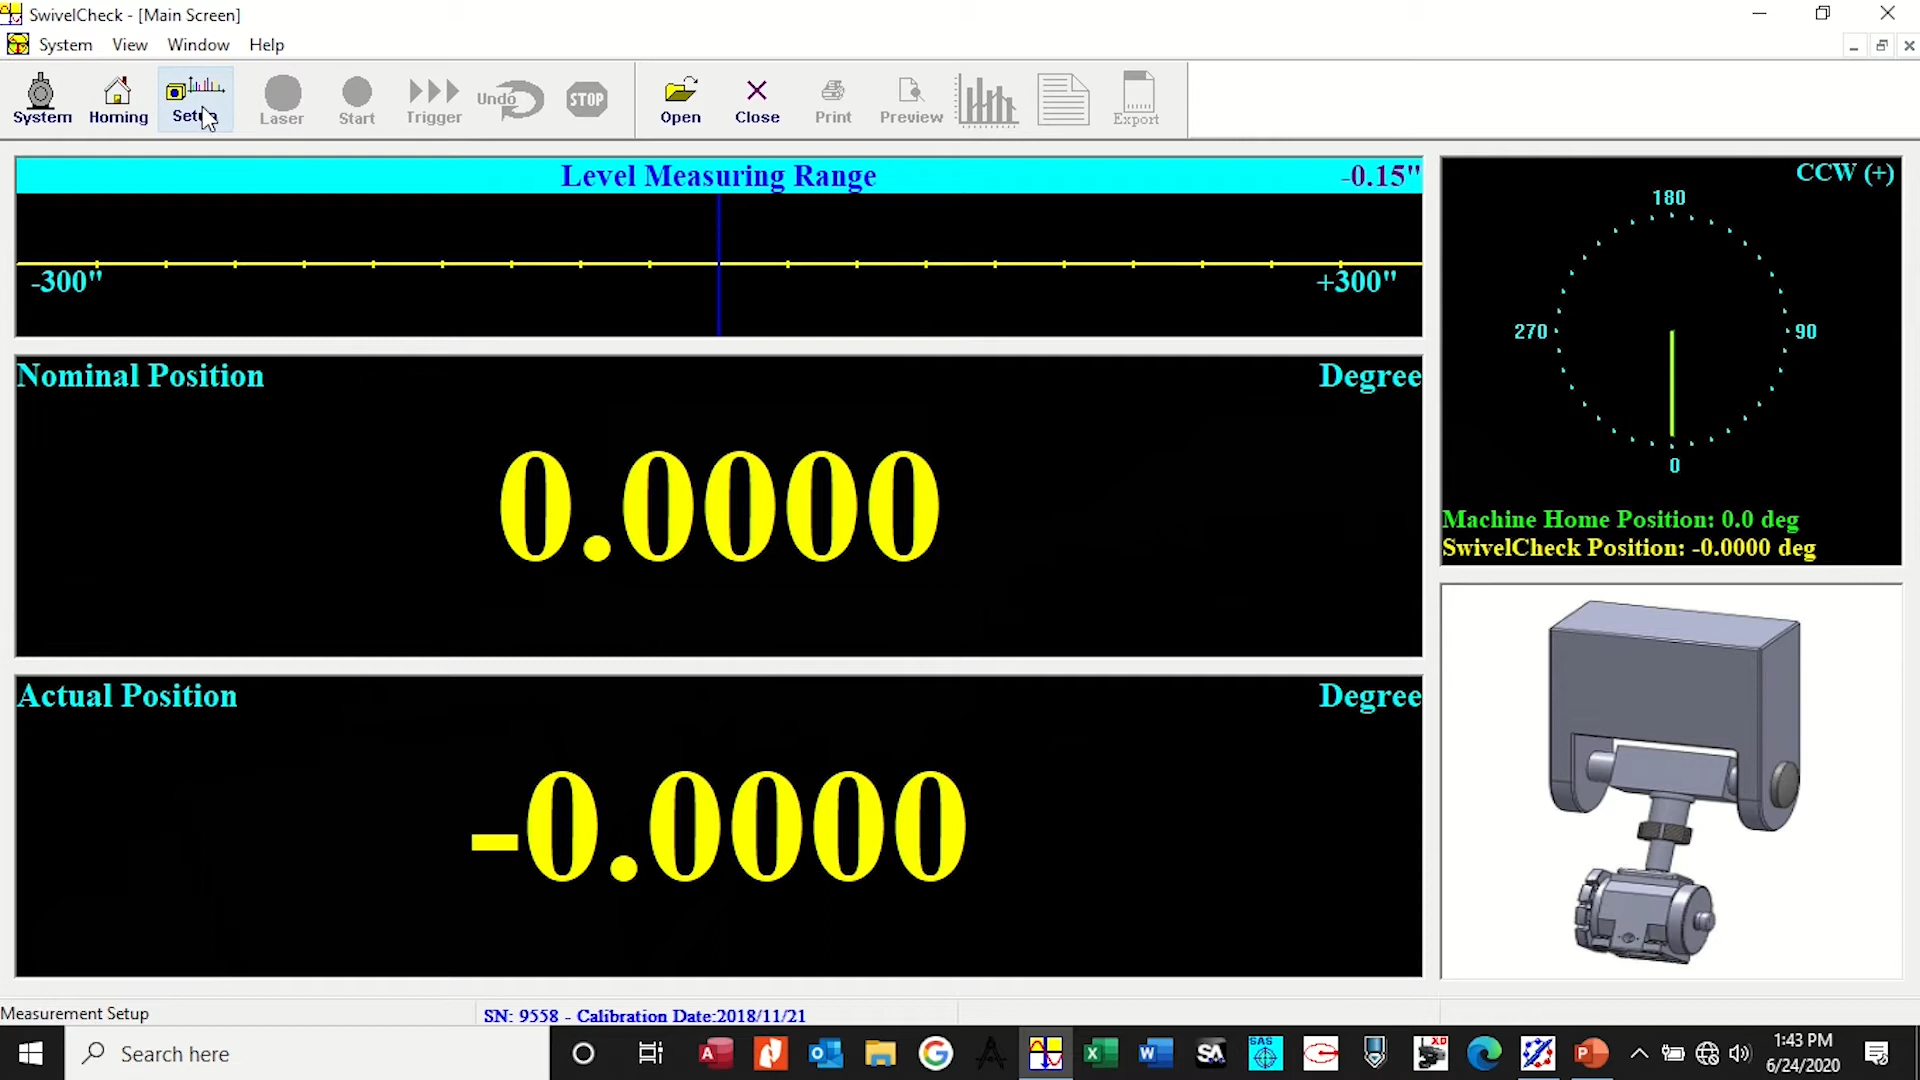 SwivelCheck - [Main Screen]
System View Window Help
System Homing Laser Start Trigger Undo STOP Open Close Print Preview Export
Level Measuring Range -0.15"
-300" +300"
Nominal Position Degree
0.0000
Actual Position Degree
-0.0000
CCW (+)
180
270 90
0
Machine Home Position: 0.0 deg
SwivelCheck Position: -0.0000 deg
Measurement Setup
SN: 9558 - Calibration Date:2018/11/21
Search here
1:43 PM
6/24/2020